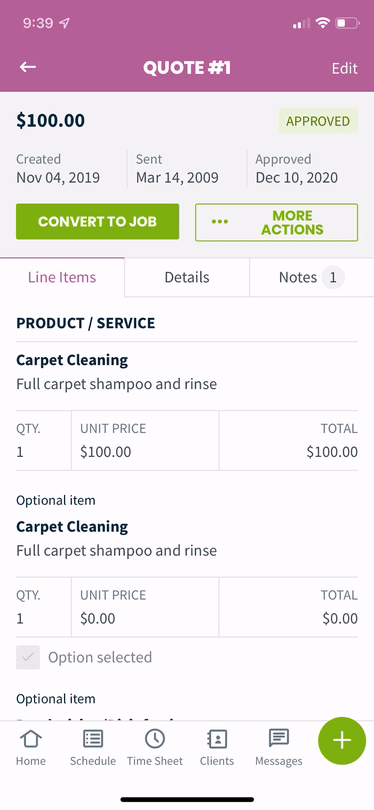 9:39
QUOTE #1
Edit
$100.00
APPROVED
Created
Nov 04, 2019
Sent
Mar 14, 2009
Approved
Dec 10, 2020
CONVERT TO JOB
MORE
ACTIONS
Line Items
Details
Notes 1
PRODUCT / SERVICE
Carpet Cleaning
Full carpet shampoo and rinse
QTY. UNIT PRICE TOTAL
1 $100.00 $100.00
Optional item
Carpet Cleaning
Full carpet shampoo and rinse
QTY. UNIT PRICE TOTAL
1 $0.00 $0.00
Option selected
Optional item
Home Schedule Time Sheet Clients Messages